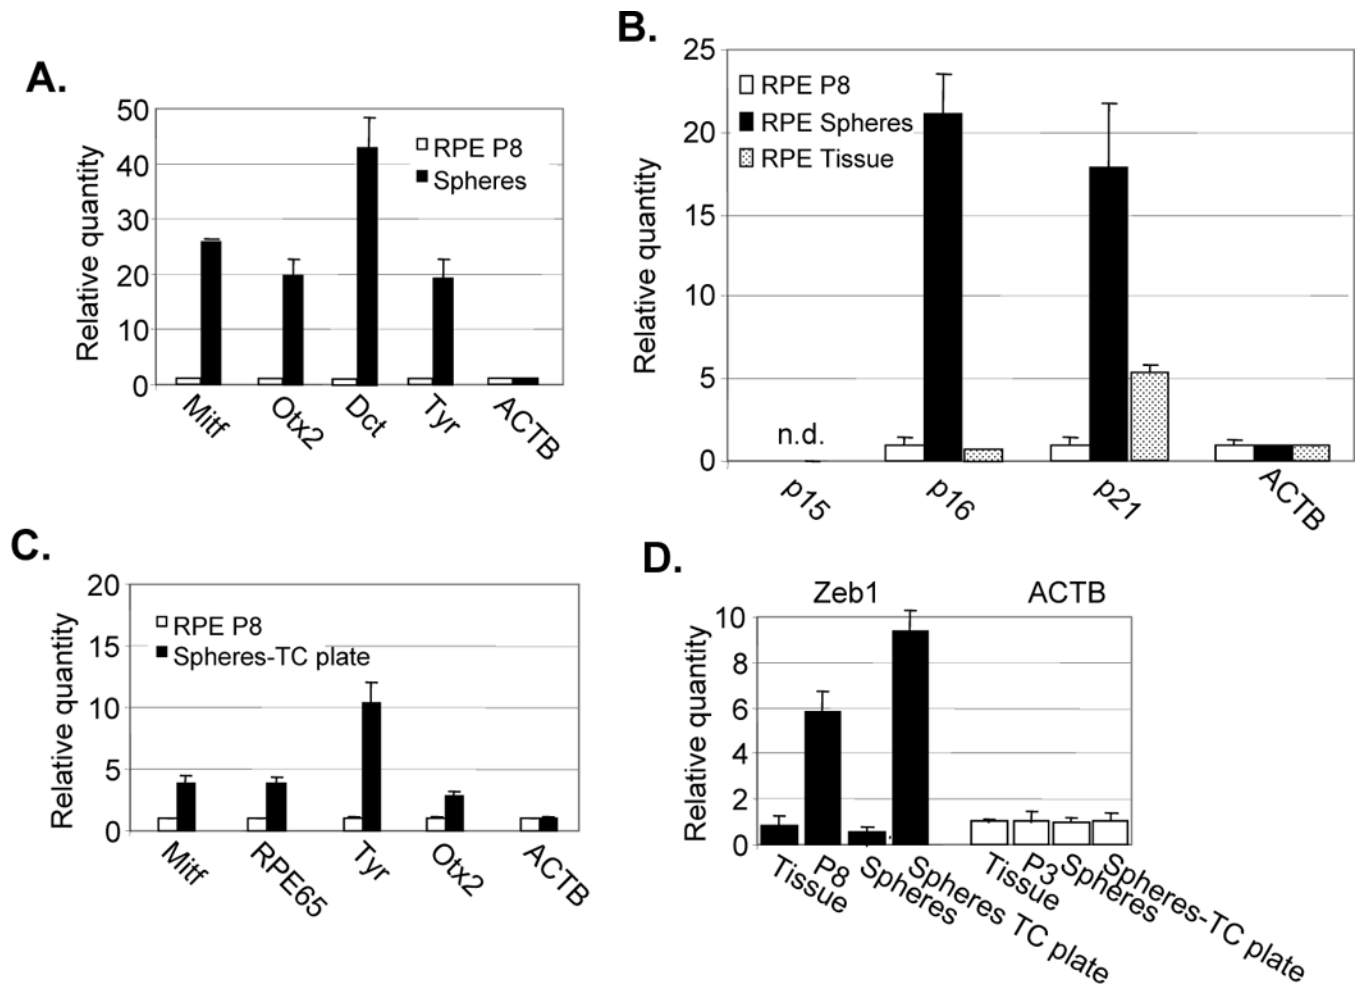 A.
50
40
30
20
10
0
Relative quantity
RPE P8
Spheres
Mitf
Otx2
Dct
Tyr
ACTB
B.
25
20
15
10
5
0
Relative quantity
RPE P8
RPE Spheres
RPE Tissue
n.d.
p15
p16
p21
ACTB
C.
20
15
10
5
0
Relative quantity
RPE P8
Spheres-TC plate
Mitf
RPE65
Tyr
Otx2
ACTB
D.
Zeb1
ACTB
10
8
6
4
2
0
Relative quantity
Tissue
P8
Spheres
Spheres TC plate
Tissue
P3
Spheres
Spheres-TC plate